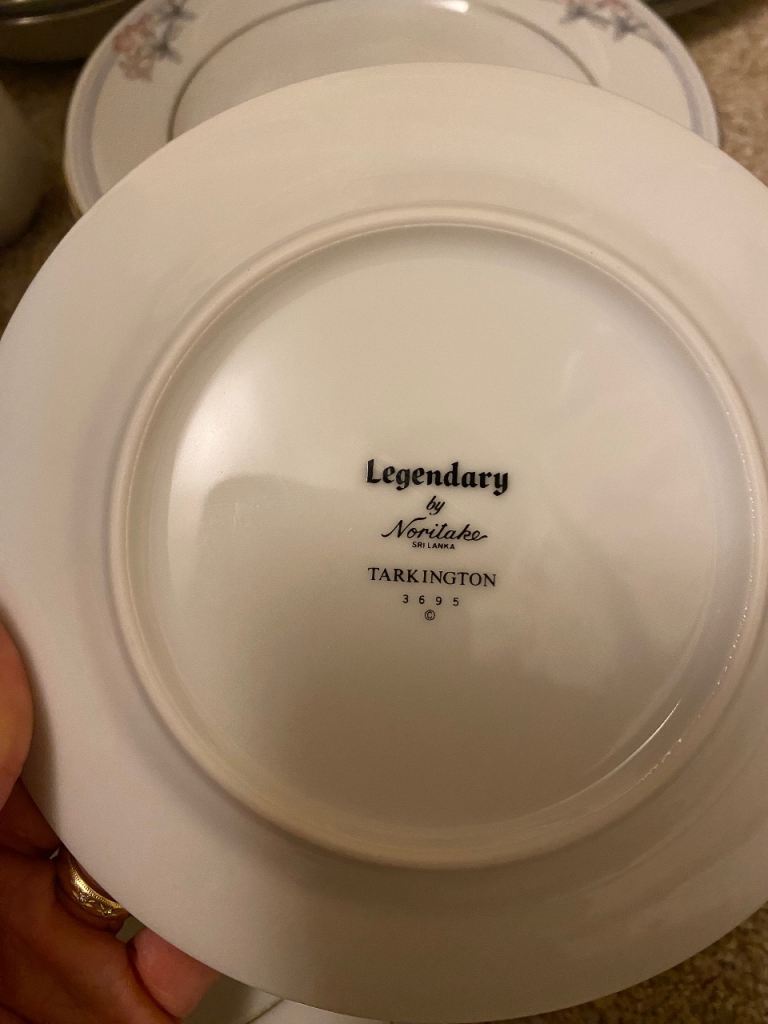 Legendary
by
Noritake
SRI LANKA
TARKINGTON
3695
©